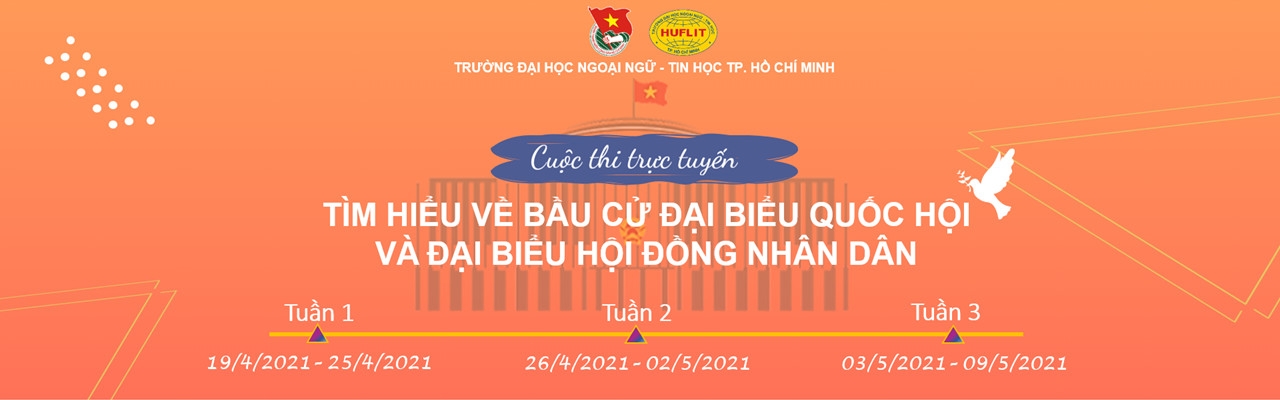 HUFLIT
TRƯỜNG ĐẠI HỌC NGOẠI NGỮ - TIN HỌC TP. HỒ CHÍ MINH
Cuộc thi trực tuyến
TÌM HIỂU VỀ BẦU CỬ ĐẠI BIỂU QUỐC HỘI
VÀ ĐẠI BIỂU HỘI ĐỒNG NHÂN DÂN
Tuần 1
Tuần 2
Tuần 3
19/4/2021 - 25/4/2021
26/4/2021 - 02/5/2021
03/5/2021 - 09/5/2021